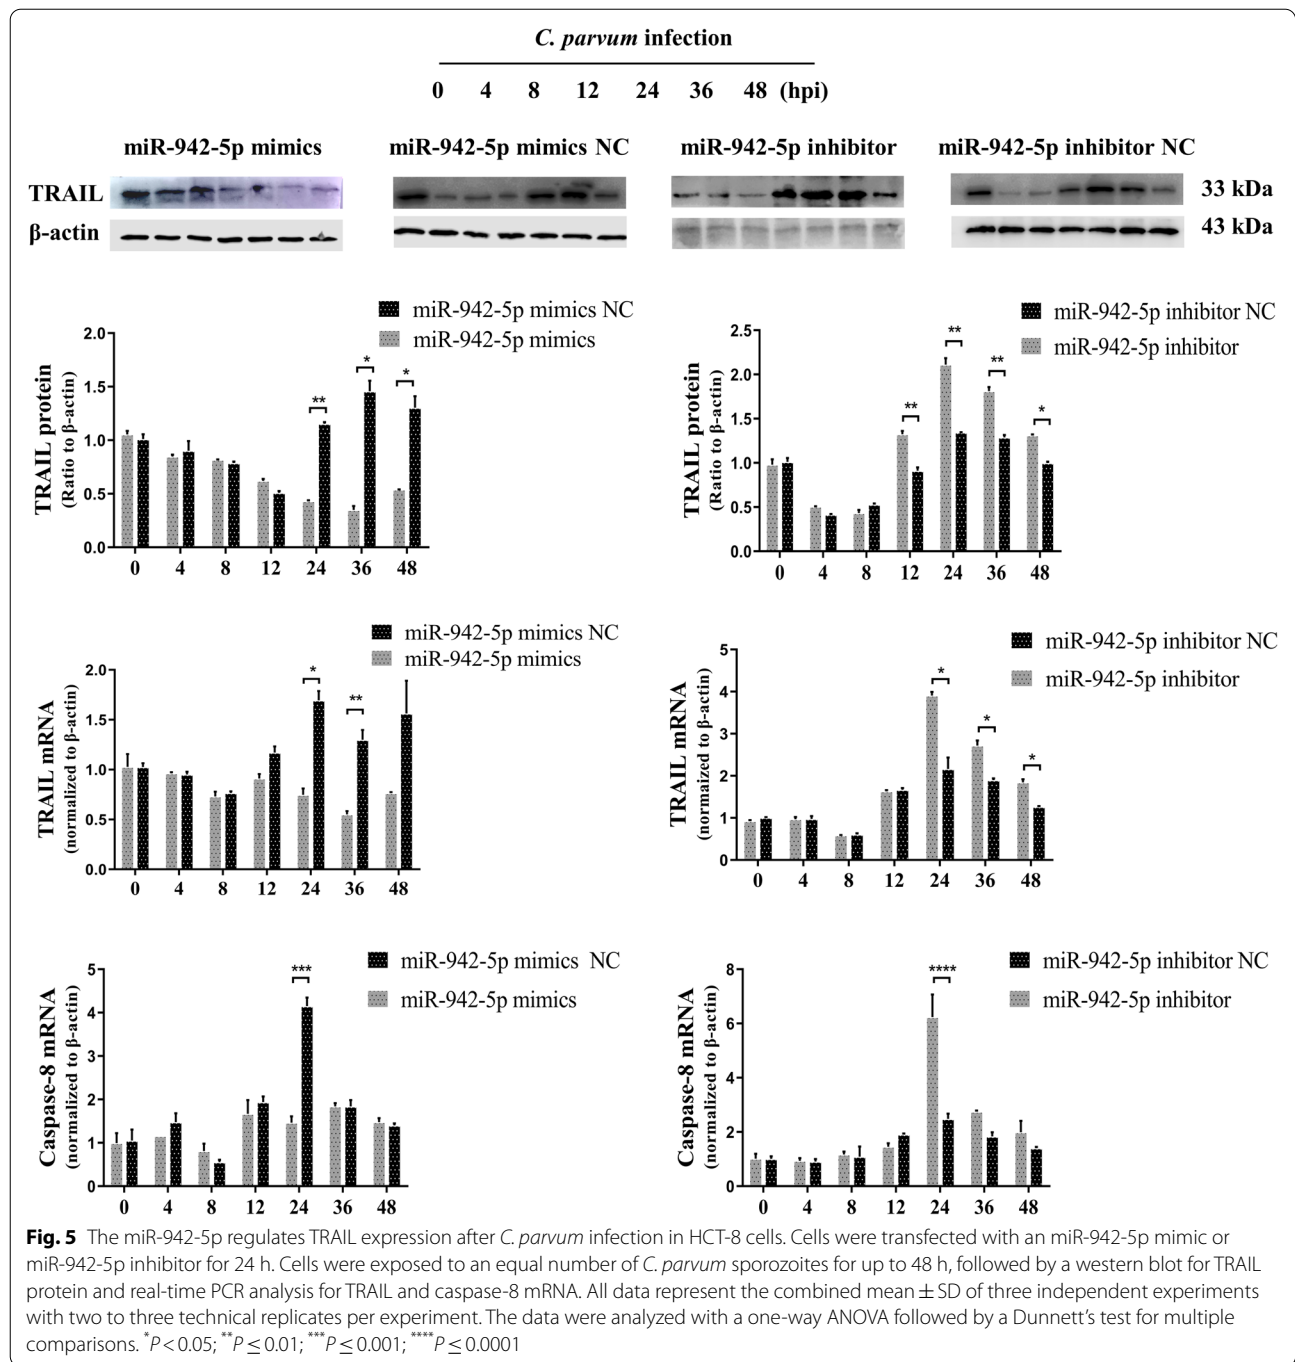 C. parvum infection
0 4 8 12 24 36 48 (hpi)
miR-942-5p mimics miR-942-5p mimics NC miR-942-5p inhibitor miR-942-5p inhibitor NC
TRAIL 33 kDa
β-actin 43 kDa
miR-942-5p mimics NC
miR-942-5p mimics
TRAIL protein
(Ratio to β-actin)
2.0
1.5
1.0
0.5
0.0
** * *
0 4 8 12 24 36 48
miR-942-5p inhibitor NC
miR-942-5p inhibitor
TRAIL protein
(Ratio to β-actin)
2.5
2.0
1.5
1.0
0.5
0.0
** ** ** *
0 4 8 12 24 36 48
miR-942-5p mimics NC
miR-942-5p mimics
TRAIL mRNA
(normalized to β-actin)
2.0
1.5
1.0
0.5
0.0
* **
0 4 8 12 24 36 48
miR-942-5p inhibitor NC
miR-942-5p inhibitor
TRAIL mRNA
(normaized to β-actin)
5
4
3
2
1
0
* * *
0 4 8 12 24 36 48
miR-942-5p mimics NC
miR-942-5p mimics
Caspase-8 mRNA
(normalized to β-actin)
5
4
3
2
1
0
***
0 4 8 12 24 36 48
miR-942-5p inhibitor NC
miR-942-5p inhibitor
Caspase-8 mRNA
(normalized to β-actin)
8
6
4
2
0
****
0 4 8 12 24 36 48
Fig. 5 The miR-942-5p regulates TRAIL expression after C. parvum infection in HCT-8 cells. Cells were transfected with an miR-942-5p mimic or
miR-942-5p inhibitor for 24 h. Cells were exposed to an equal number of C. parvum sporozoites for up to 48 h, followed by a western blot for TRAIL
protein and real-time PCR analysis for TRAIL and caspase-8 mRNA. All data represent the combined mean ± SD of three independent experiments
with two to three technical replicates per experiment. The data were analyzed with a one-way ANOVA followed by a Dunnett's test for multiple
comparisons. *P < 0.05; **P ≤ 0.01; ***P ≤ 0.001; ****P ≤ 0.0001